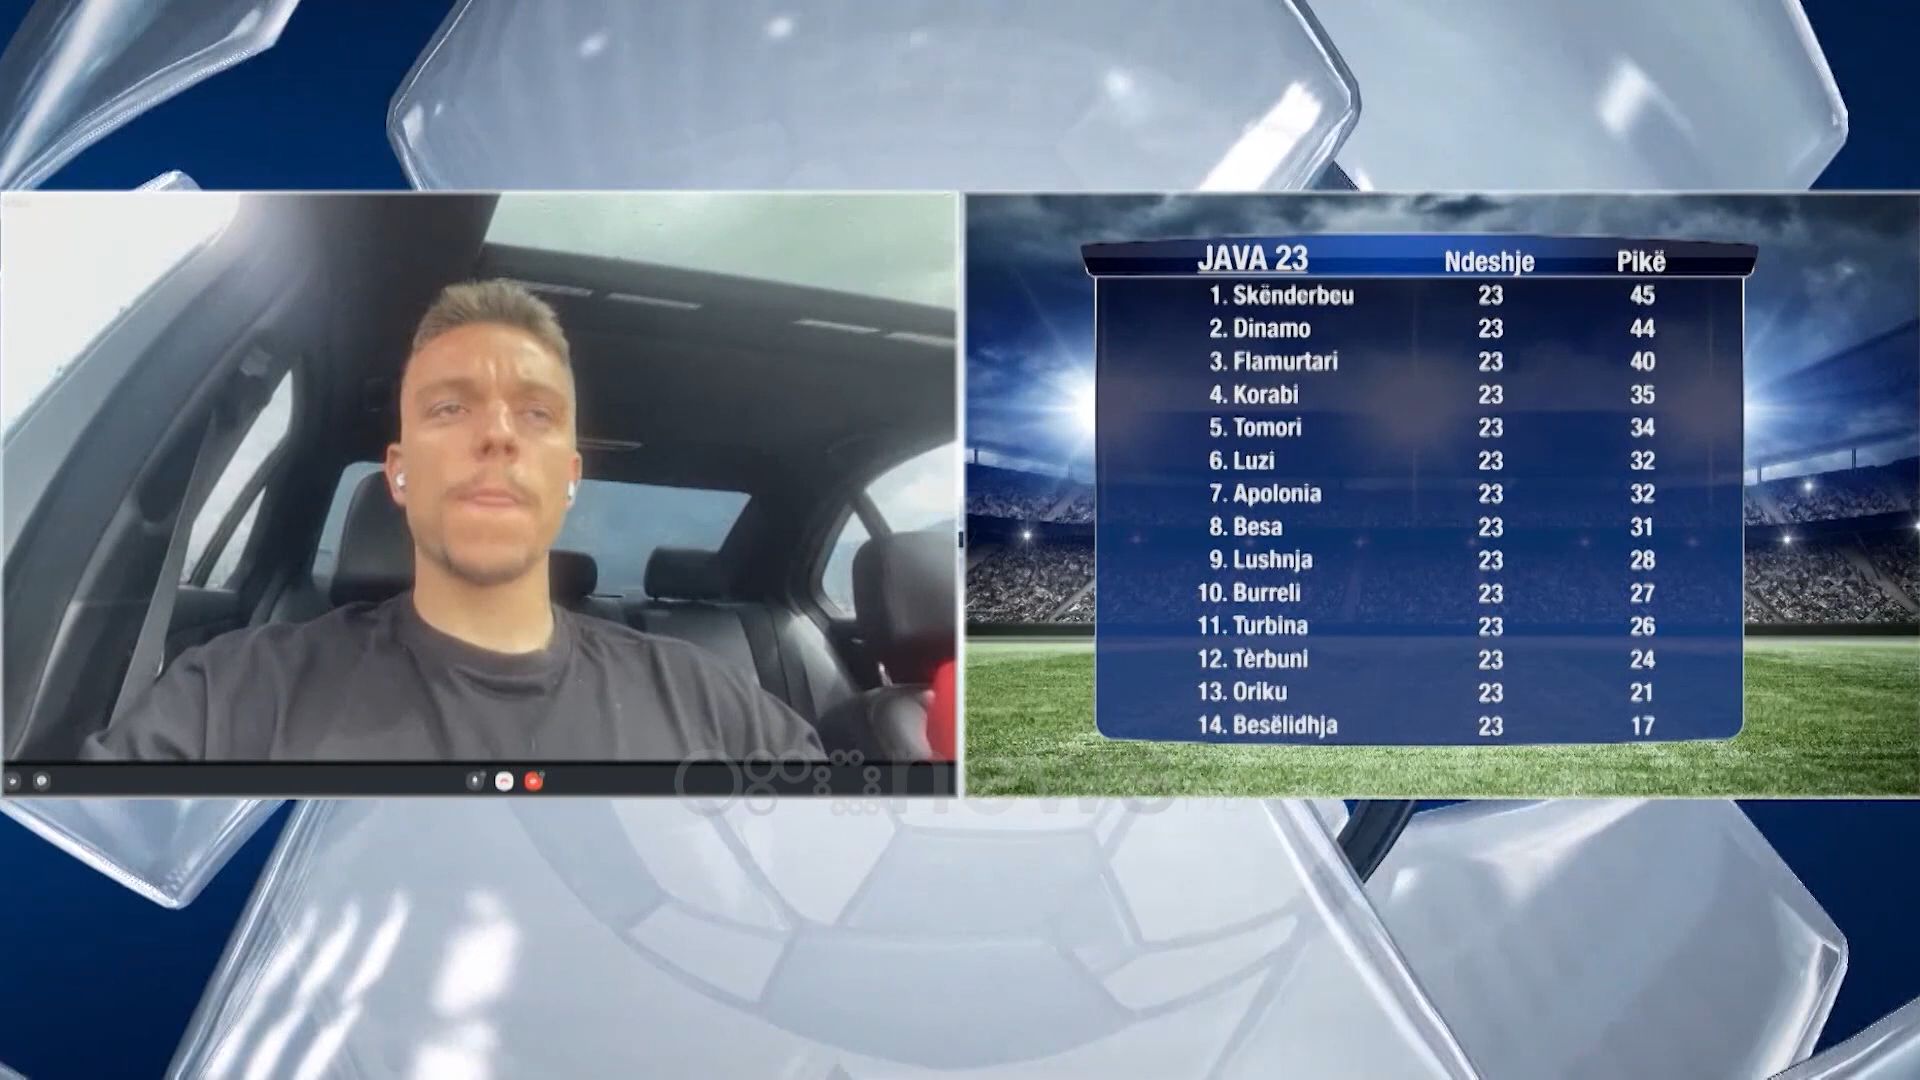 JAVA 23 Ndeshje Pikë
1. Skënderbeu 23 45
2. Dinamo 23 44
3. Flamurtari 23 40
4. Korabi 23 35
5. Tomori 23 34
6. Luzi 23 32
7. Apolonia 23 32
8. Besa 23 31
9. Lushnja 23 28
10. Burreli 23 27
11. Turbina 23 26
12. Tèrbuni 23 24
13. Oriku 23 21
14. Besëlidhja 23 17
news